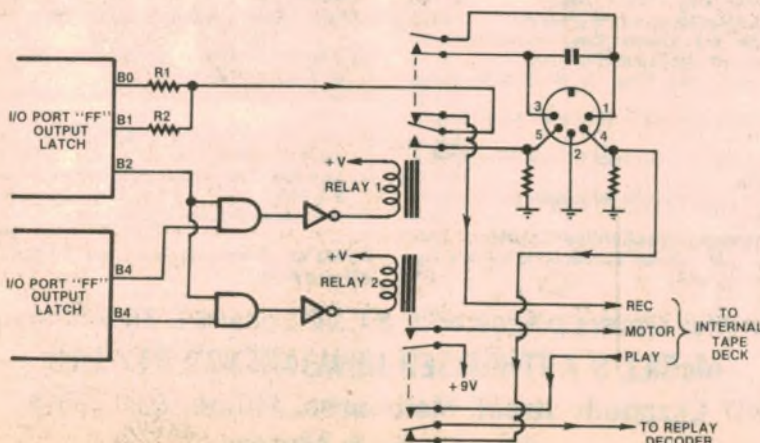 B0
R1
I/O PORT "FF"
OUTPUT
LATCH
B1
R2
B2
+V
RELAY 1
3
1
5
4
2
I/O PORT "FF"
OUTPUT
LATCH
B4
B4
+V
RELAY 2
+9V
REC
MOTOR
PLAY
TO
INTERNAL
TAPE
DECK
TO REPLAY
DECODER